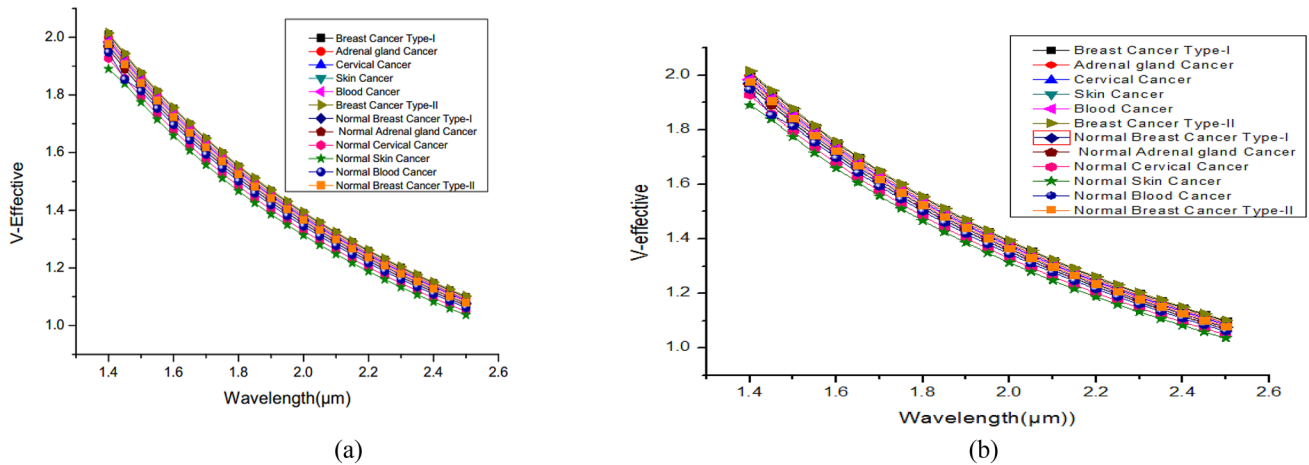 2.0
1.8
1.6
1.4
1.2
1.0
V-Effective
Breast Cancer Type-I
Adrenal gland Cancer
Cervical Cancer
Skin Cancer
Blood Cancer
Breast Cancer Type-II
Normal Breast Cancer Type-I
Normal Adrenal gland Cancer
Normal Cervical Cancer
Normal Skin Cancer
Normal Blood Cancer
Normal Breast Cancer Type-II
1.4 1.6 1.8 2.0 2.2 2.4 2.6
Wavelength(μm)
(a)
2.0
1.8
1.6
1.4
1.2
1.0
V-effective
Breast Cancer Type-I
Adrenal gland Cancer
Cervical Cancer
Skin Cancer
Blood Cancer
Breast Cancer Type-II
Normal Breast Cancer Type-I
Normal Adrenal gland Cancer
Normal Cervical Cancer
Normal Skin Cancer
Normal Blood Cancer
Normal Breast Cancer Type-II
1.4 1.6 1.8 2.0 2.2 2.4 2.6
Wavelength(μm))
(b)